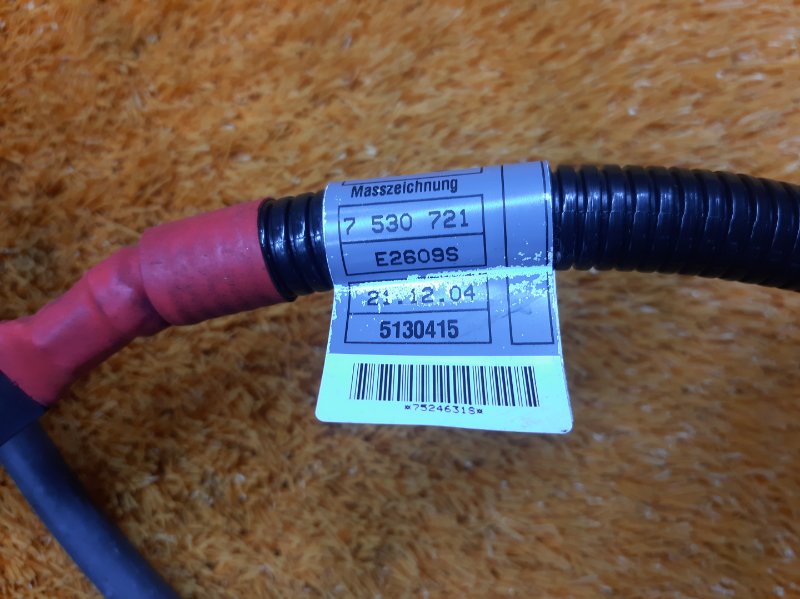 Masszeichnung
7 530 721
E2609S
21.12.04
5130415
*7524631S*